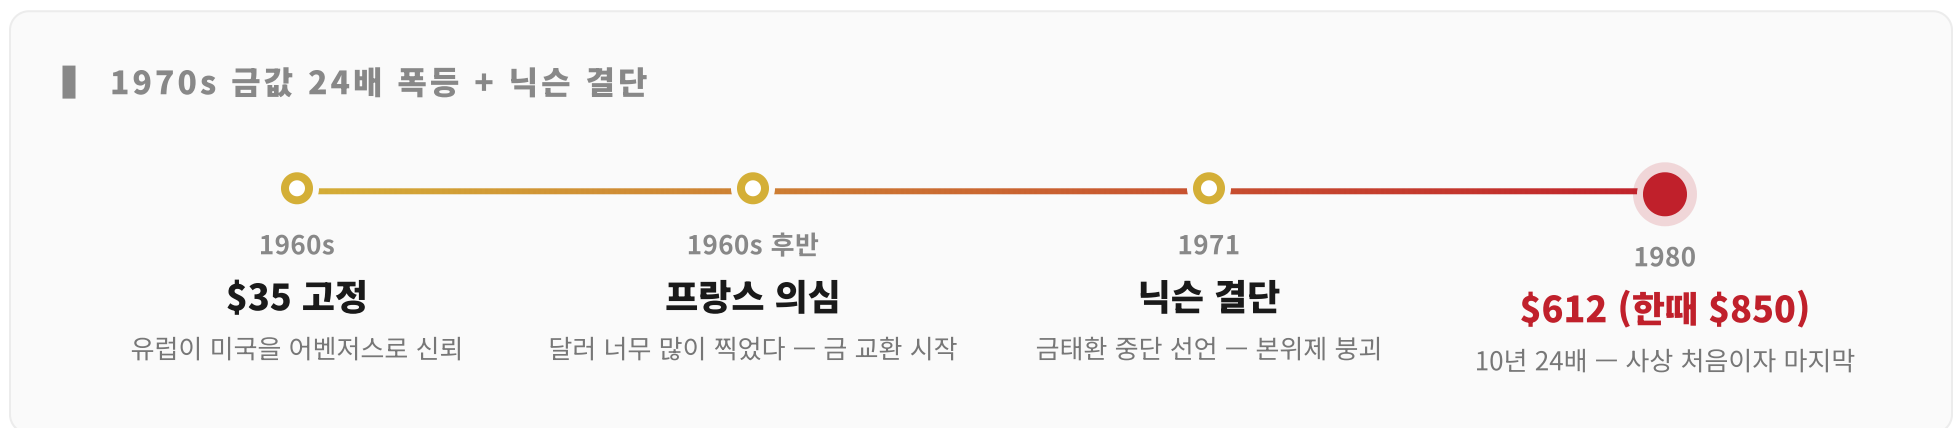 1970s 금값 24배 폭등 + 닉슨 결단
1960s
$35 고정
유럽이 미국을 어벤저스로 신뢰
1960s 후반
프랑스 의심
달러 너무 많이 찍었다 — 금 교환 시작
1971
닉슨 결단
금태환 중단 선언 — 본위제 붕괴
1980
$612 (한때 $850)
10년 24배 — 사상 처음이자 마지막